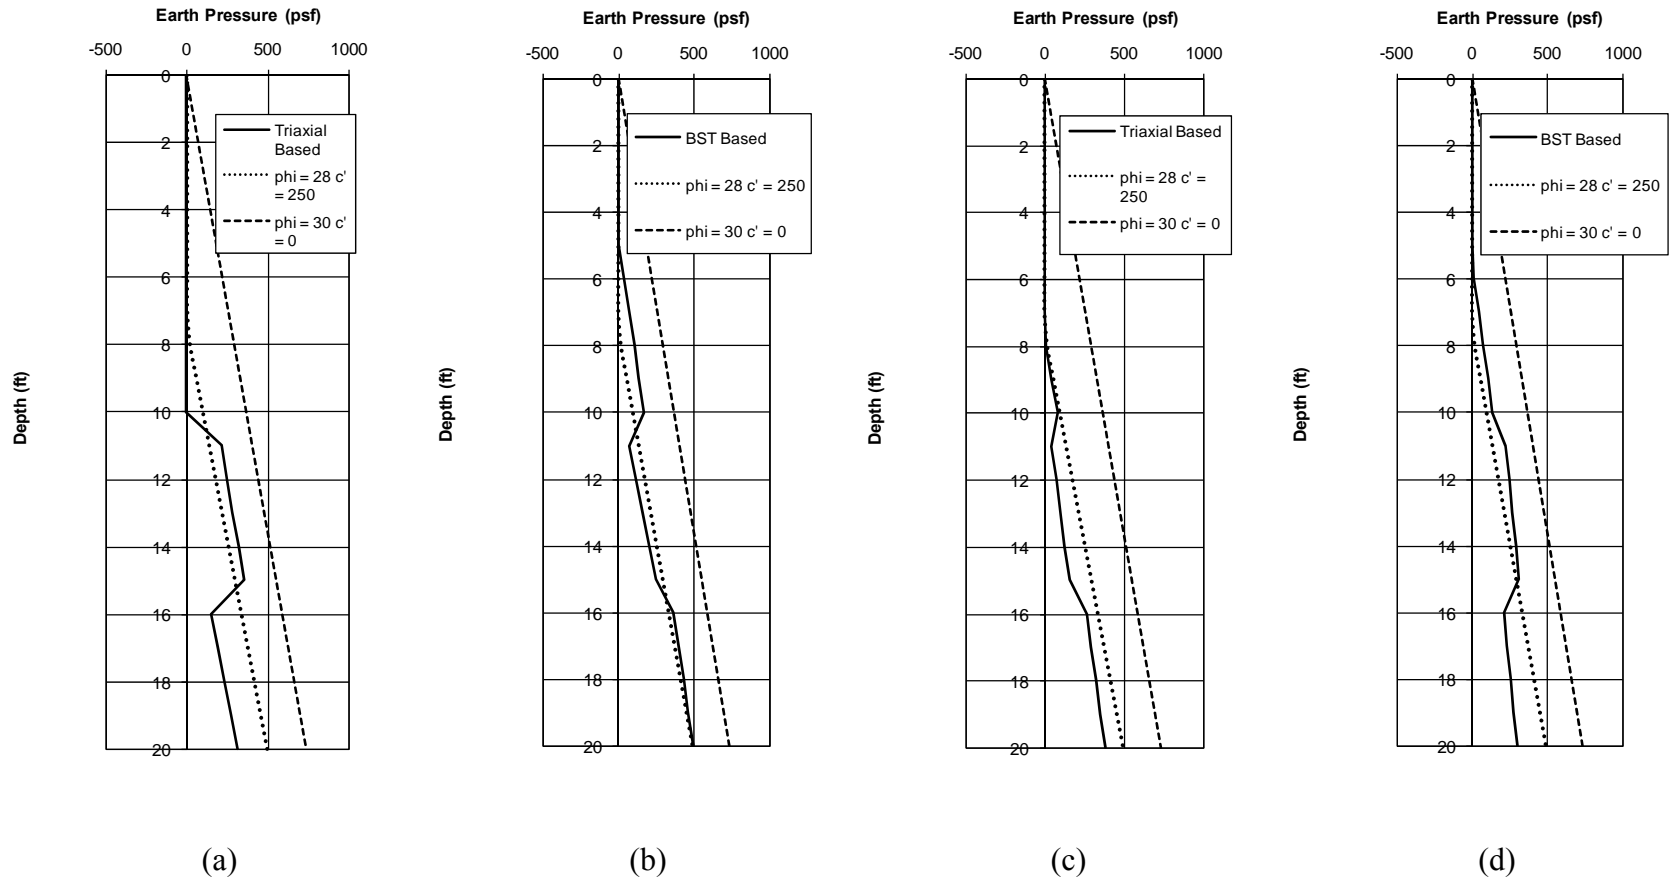 Earth Pressure (psf)
-500 0 500 1000
0
2
4
6
8
10
12
14
16
18
20
Depth (ft)
Triaxial
Based
phi = 28 c'
= 250
phi = 30 c'
= 0
(a)
Earth Pressure (psf)
-500 0 500 1000
0
2
4
6
8
10
12
14
16
18
20
Depth (ft)
BST Based
phi = 28 c' = 250
phi = 30 c' = 0
(b)
Earth Pressure (psf)
-500 0 500 1000
0
2
4
6
8
10
12
14
16
18
20
Depth (ft)
Triaxial Based
phi = 28 c' =
250
phi = 30 c' = 0
(c)
Earth Pressure (psf)
-500 0 500 1000
0
2
4
6
8
10
12
14
16
18
20
Depth (ft)
BST Based
phi = 28 c' = 250
phi = 30 c' = 0
(d)